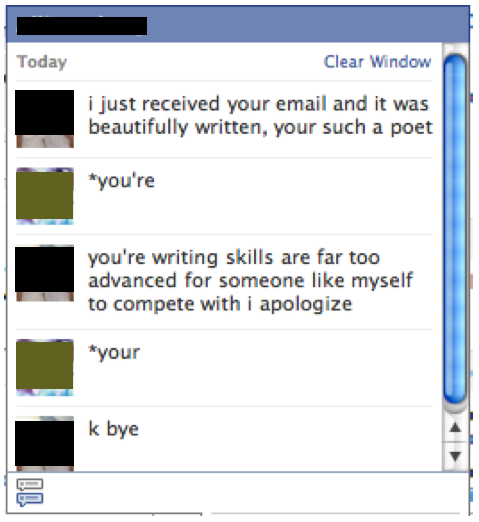 Today
Clear Window
i just received your email and it was
beautifully written, your such a poet
*you're
you're writing skills are far too
advanced for someone like myself
to compete with i apologize
*your
k bye